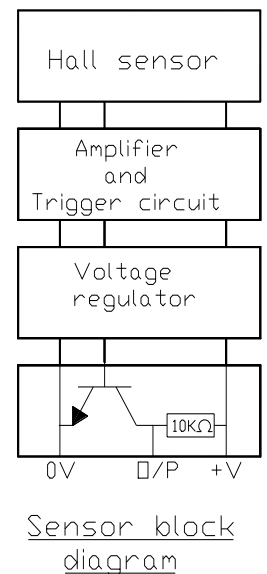 Hall sensor
Amplifier
and
Trigger circuit
Voltage
regulator
10KΩ
0V O/P +V
Sensor block
diagram